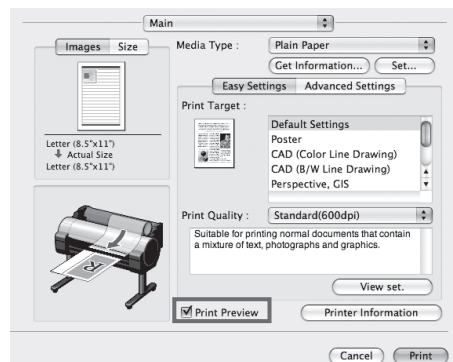 Main
Images Size
Media Type : Plain Paper
Get Information... Set...
Easy Settings Advanced Settings
Print Target :
Default Settings
Poster
CAD (Color Line Drawing)
CAD (B/W Line Drawing)
Perspective, GIS
Letter (8.5"x11")
Actual Size
Letter (8.5"x11")
Print Quality : Standard(600dpi)
Suitable for printing normal documents that contain
a mixture of text, photographs and graphics.
View set.
Print Preview
Printer Information
Cancel Print